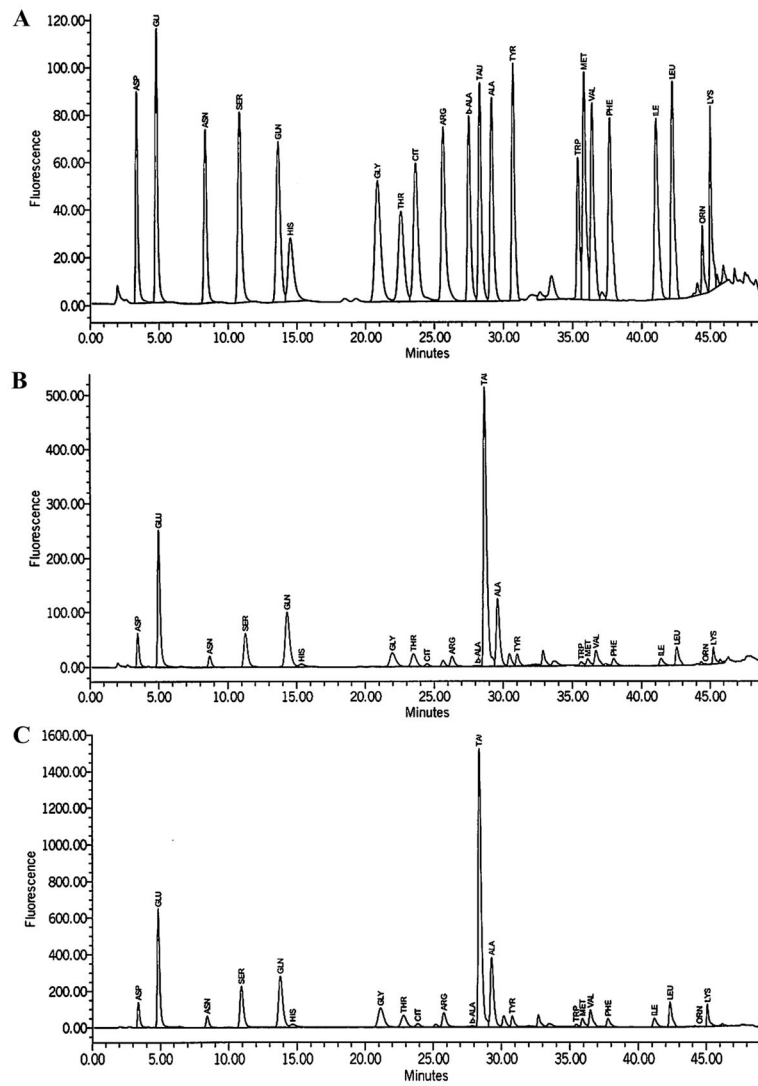 A
120.00
100.00
80.00
60.00
40.00
20.00
0.00
Fluorescence
ASP
GU
ASN
SER
GLN
HIS
GLY
THR
CIT
ARG
b-ALA
TAU
ALA
TYR
TRP
MET
VAL
PHE
ILE
LEU
ORN
LYS
0.00 5.00 10.00 15.00 20.00 25.00 30.00 35.00 40.00 45.00
Minutes
B
500.00
400.00
300.00
200.00
100.00
0.00
Fluorescence
ASP
GLU
ASN
SER
GLN
HIS
GLY
THR
CIT
ARG
b-ALA
TAI
ALA
TYR
TRP
MET
VAL
PHE
ILE
LEU
ORN
LYS
0.00 5.00 10.00 15.00 20.00 25.00 30.00 35.00 40.00 45.00
Minutes
C
1600.00
1400.00
1200.00
1000.00
800.00
600.00
400.00
200.00
0.00
Fluorescence
ASP
GLU
ASN
SER
GLN
HIS
GLY
THR
CIT
ARG
b-ALA
TAI
ALA
TYR
TRP
MET
VAL
PHE
ILE
LEU
ORN
LYS
0.00 5.00 10.00 15.00 20.00 25.00 30.00 35.00 40.00 45.00
Minutes